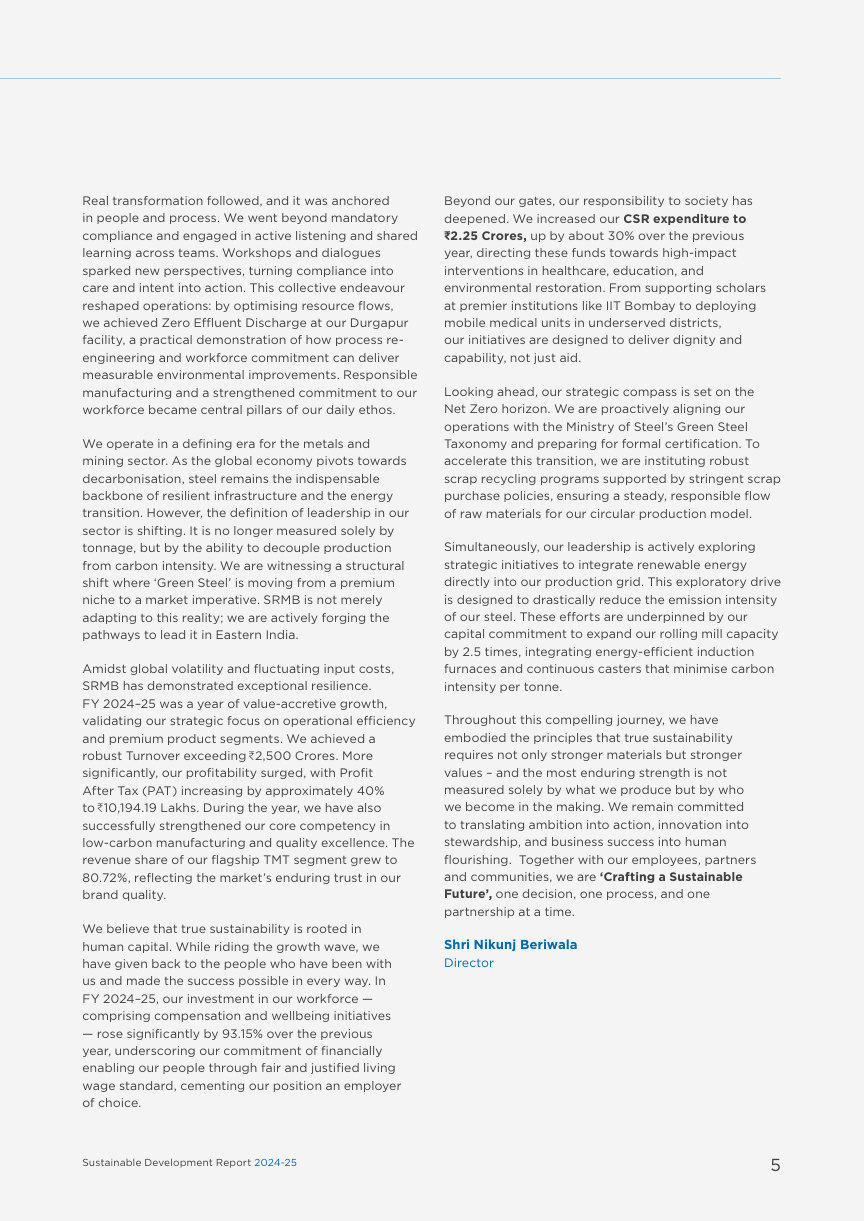 Real transformation followed, and it was anchored
in people and process. We went beyond mandatory
compliance and engaged in active listening and shared
learning across teams. Workshops and dialogues
sparked new perspectives, turning compliance into
care and intent into action. This collective endeavour
reshaped operations: by optimising resource flows,
we achieved Zero Effluent Discharge at our Durgapur
facility, a practical demonstration of how process re-
engineering and workforce commitment can deliver
measurable environmental improvements. Responsible
manufacturing and a strengthened commitment to our
workforce became central pillars of our daily ethos.
We operate in a defining era for the metals and
mining sector. As the global economy pivots towards
decarbonisation, steel remains the indispensable
backbone of resilient infrastructure and the energy
transition. However, the definition of leadership in our
sector is shifting. It is no longer measured solely by
tonnage, but by the ability to decouple production
from carbon intensity. We are witnessing a structural
shift where ‘Green Steel’ is moving from a premium
niche to a market imperative. SRMB is not merely
adapting to this reality; we are actively forging the
pathways to lead it in Eastern India.
Amidst global volatility and fluctuating input costs,
SRMB has demonstrated exceptional resilience.
FY 2024–25 was a year of value-accretive growth,
validating our strategic focus on operational efficiency
and premium product segments. We achieved a
robust Turnover exceeding ₹2,500 Crores. More
significantly, our profitability surged, with Profit
After Tax (PAT) increasing by approximately 40%
to ₹10,194.19 Lakhs. During the year, we have also
successfully strengthened our core competency in
low-carbon manufacturing and quality excellence. The
revenue share of our flagship TMT segment grew to
80.72%, reflecting the market’s enduring trust in our
brand quality.
We believe that true sustainability is rooted in
human capital. While riding the growth wave, we
have given back to the people who have been with
us and made the success possible in every way. In
FY 2024–25, our investment in our workforce —
comprising compensation and wellbeing initiatives
— rose significantly by 93.15% over the previous
year, underscoring our commitment of financially
enabling our people through fair and justified living
wage standard, cementing our position an employer
of choice.
Beyond our gates, our responsibility to society has
deepened. We increased our CSR expenditure to
₹2.25 Crores, up by about 30% over the previous
year, directing these funds towards high-impact
interventions in healthcare, education, and
environmental restoration. From supporting scholars
at premier institutions like IIT Bombay to deploying
mobile medical units in underserved districts,
our initiatives are designed to deliver dignity and
capability, not just aid.
Looking ahead, our strategic compass is set on the
Net Zero horizon. We are proactively aligning our
operations with the Ministry of Steel’s Green Steel
Taxonomy and preparing for formal certification. To
accelerate this transition, we are instituting robust
scrap recycling programs supported by stringent scrap
purchase policies, ensuring a steady, responsible flow
of raw materials for our circular production model.
Simultaneously, our leadership is actively exploring
strategic initiatives to integrate renewable energy
directly into our production grid. This exploratory drive
is designed to drastically reduce the emission intensity
of our steel. These efforts are underpinned by our
capital commitment to expand our rolling mill capacity
by 2.5 times, integrating energy-efficient induction
furnaces and continuous casters that minimise carbon
intensity per tonne.
Throughout this compelling journey, we have
embodied the principles that true sustainability
requires not only stronger materials but stronger
values – and the most enduring strength is not
measured solely by what we produce but by who
we become in the making. We remain committed
to translating ambition into action, innovation into
stewardship, and business success into human
flourishing.  Together with our employees, partners
and communities, we are ‘Crafting a Sustainable
Future’, one decision, one process, and one
partnership at a time.
Shri Nikunj Beriwala
Director
Sustainable Development Report 2024-25
5